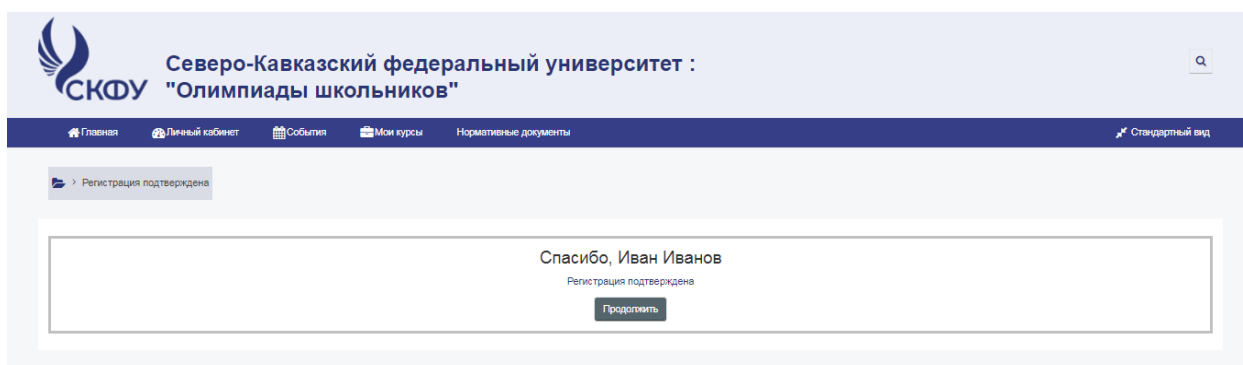 СКФУ
Северо-Кавказский федеральный университет :
"Олимпиады школьников"
Главная Личный кабинет События Мои курсы Нормативные документы Стандартный вид
> Регистрация подтверждена
Спасибо, Иван Иванов
Регистрация подтверждена
Продолжить